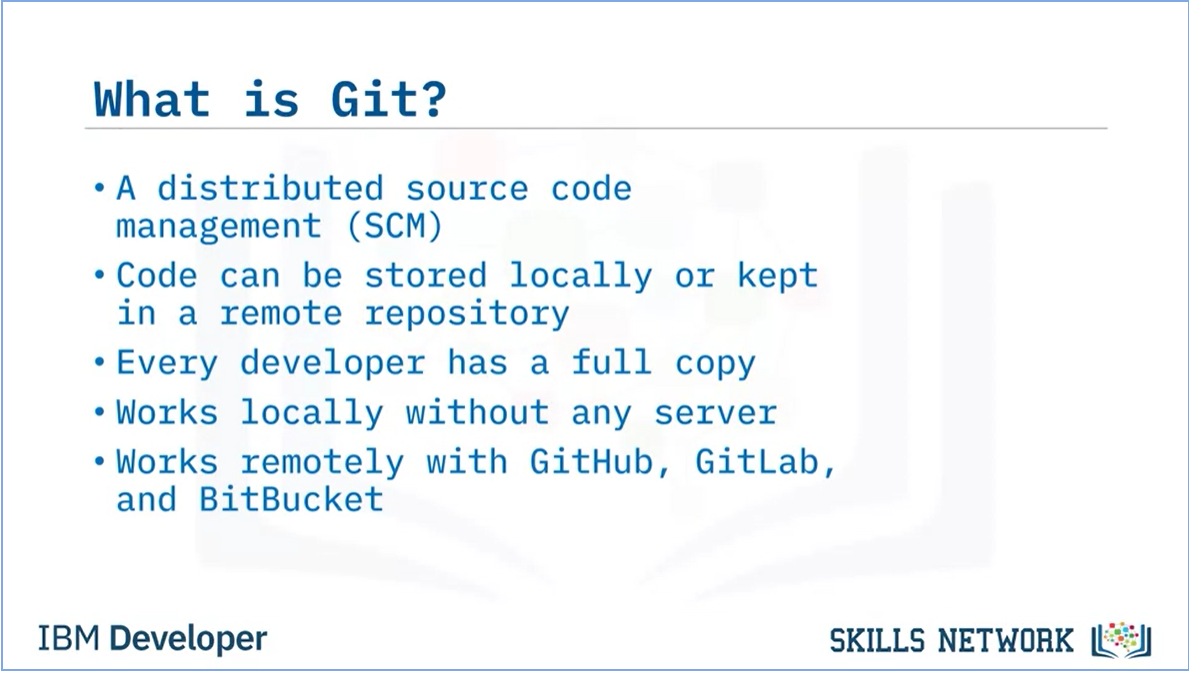 What is Git?
• A distributed source code
management (SCM)
• Code can be stored locally or kept
in a remote repository
• Every developer has a full copy
• Works locally without any server
• Works remotely with GitHub, GitLab,
and BitBucket
IBM Developer
SKILLS NETWORK